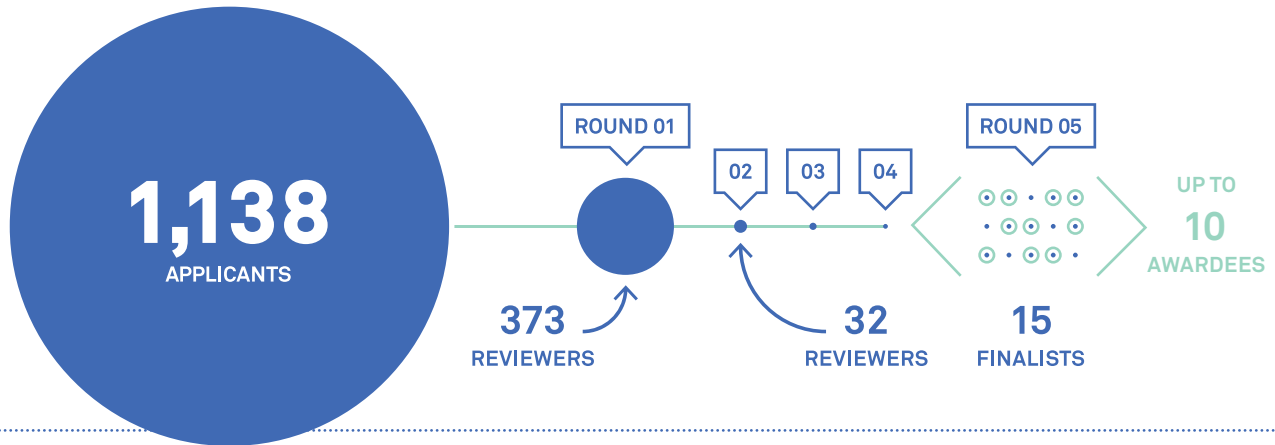 1,138
APPLICANTS
ROUND 01
373
REVIEWERS
02
03
04
32
REVIEWERS
ROUND 05
15
FINALISTS
UP TO
10
AWARDEES